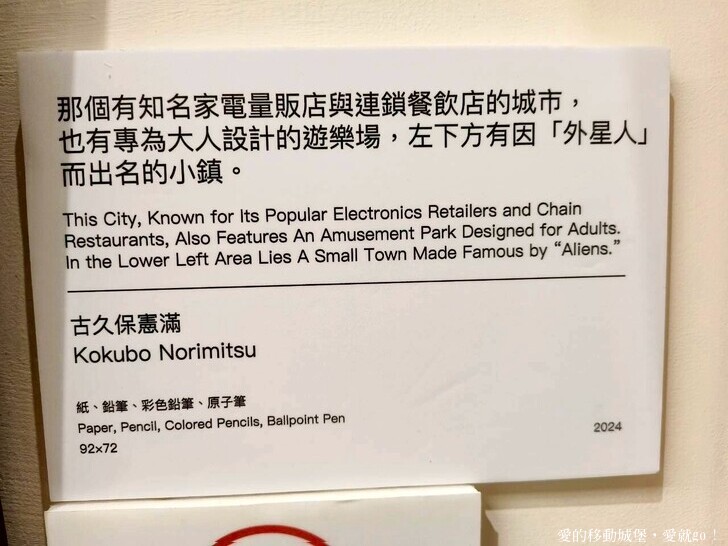 那個有知名家電量販店與連鎖餐飲店的城市，
也有專為大人設計的遊樂場，左下方有因「外星人」
而出名的小鎮。
This City, Known for Its Popular Electronics Retailers and Chain
Restaurants, Also Features An Amusement Park Designed for Adults.
In the Lower Left Area Lies A Small Town Made Famous by “Aliens.”
古久保憲滿
Kokubo Norimitsu
紙、鉛筆、彩色鉛筆、原子筆
Paper, Pencil, Colored Pencils, Ballpoint Pen
92×72
2024
愛的移動城堡・愛就go！